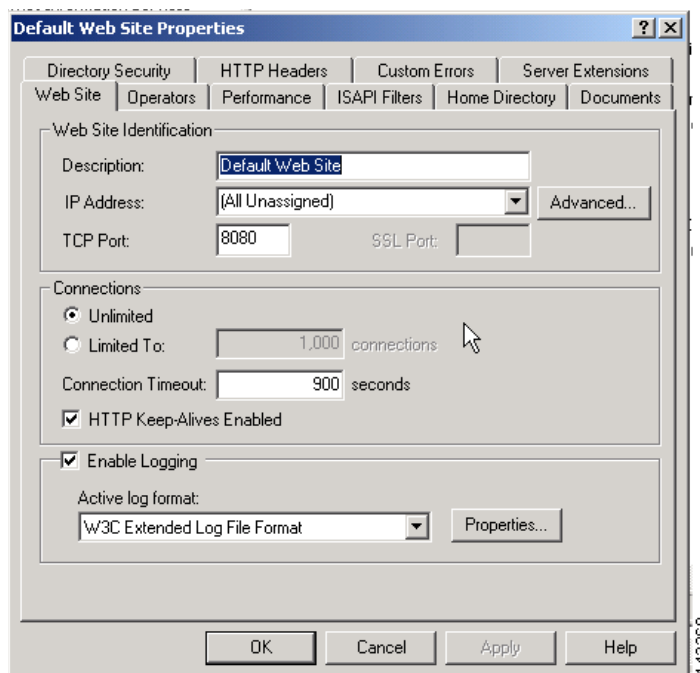 Default Web Site Properties
Directory Security HTTP Headers Custom Errors Server Extensions
Web Site Operators Performance ISAPI Filters Home Directory Documents
Web Site Identification
Description: Default Web Site
IP Address: (All Unassigned) Advanced...
TCP Port: 8080 SSL Port:
Connections
Unlimited
Limited To: 1,000 connections
Connection Timeout: 900 seconds
HTTP Keep-Alives Enabled
Enable Logging
Active log format:
W3C Extended Log File Format Properties...
OK Cancel Apply Help